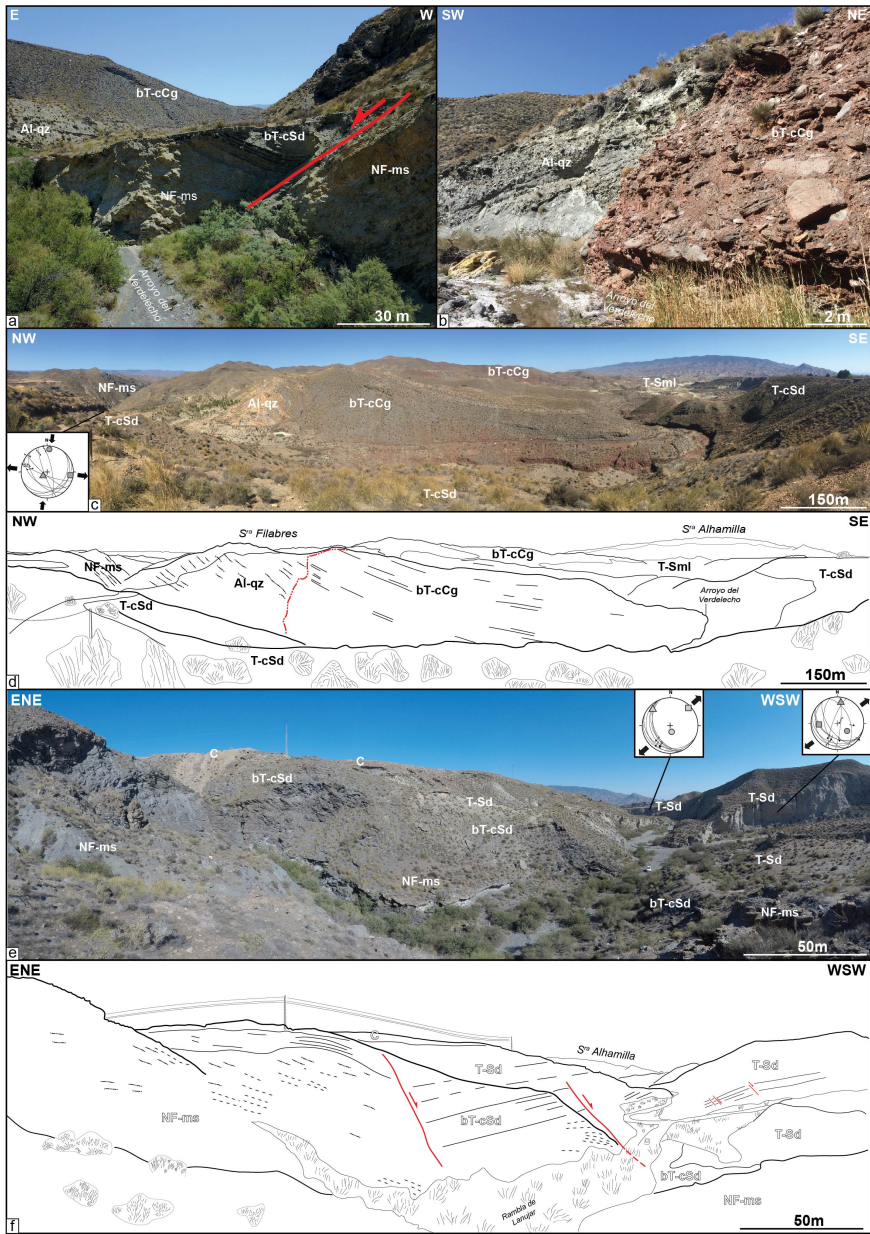 E
W
bT-cCg
Al-qz
bT-cSd
NF-ms
NF-ms
Arroyo del
Verdelecho
a
30 m
SW
NE
bT-cCg
Al-qz
Arroyo del
Verdelecho
b
2 m
NW
SE
bT-cCg
NF-ms
T-Sml
T-cSd
Al-qz
bT-cCg
T-cSd
N
T-cSd
c
150m
NW
SE
Sra Filabres
Sra Alhamilla
bT-cCg
NF-ms
T-Sml
T-cSd
Al-qz
bT-cCg
Arroyo del
Verdelecho
T-cSd
T-cSd
d
150m
ENE
WSW
N
N
C
C
bT-cSd
T-Sd
T-Sd
T-Sd
bT-cSd
NF-ms
T-Sd
NF-ms
bT-cSd
NF-ms
e
50m
ENE
WSW
C
Sra Alhamilla
T-Sd
T-Sd
NF-ms
bT-cSd
T-Sd
bT-cSd
NF-ms
Rambla de
Lanujar
f
50m